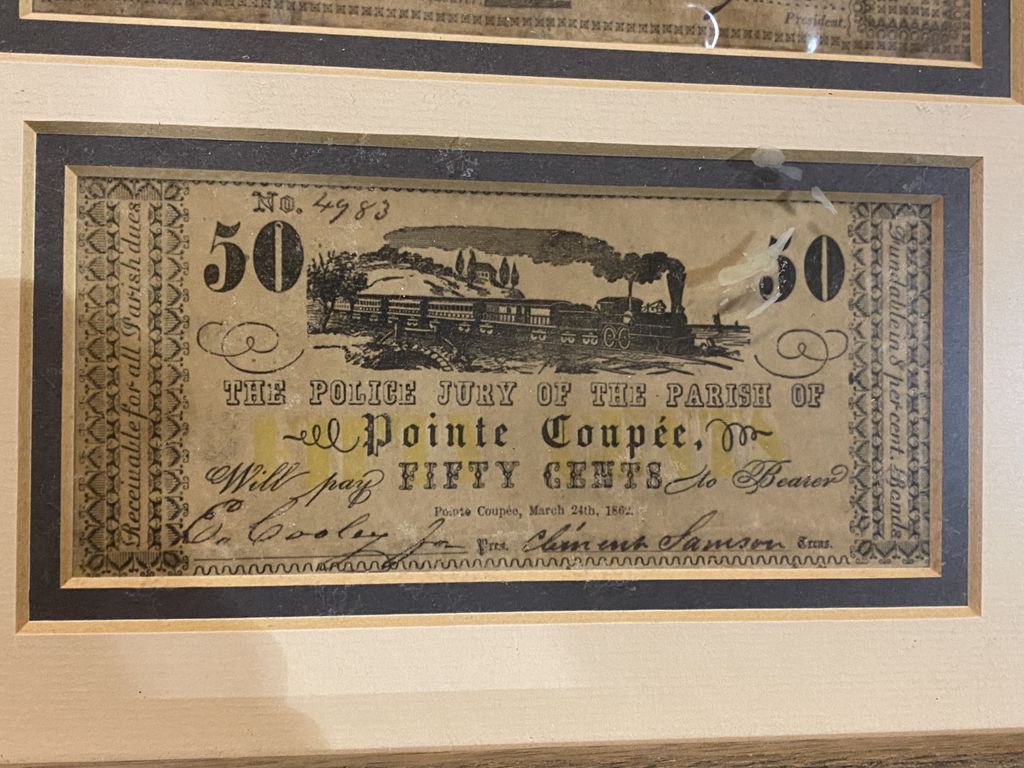 President.
No. 4983
50 50
Receivable for all Parish dues
Fundable in 8 per cent. Bonds
THE POLICE JURY OF THE PARISH OF
Pointe Coupée,
Will pay FIFTY CENTS to Bearer
Pointe Coupée, March 24th, 1862.
Cooley Pres. Clément Samson Treas.